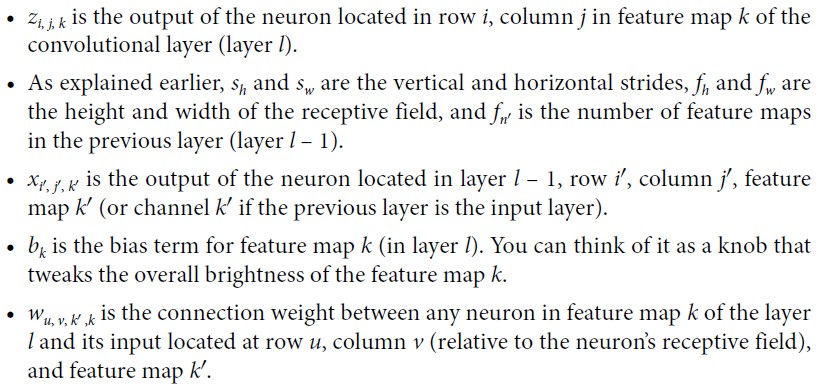 • z_{i, j, k} is the output of the neuron located in row i, column j in feature map k of the
convolutional layer (layer l).
• As explained earlier, s_h and s_w are the vertical and horizontal strides, f_h and f_w are
the height and width of the receptive field, and f_{n′} is the number of feature maps
in the previous layer (layer l – 1).
• x_{i′, j′, k′} is the output of the neuron located in layer l – 1, row i′, column j′, feature
map k′ (or channel k′ if the previous layer is the input layer).
• b_k is the bias term for feature map k (in layer l). You can think of it as a knob that
tweaks the overall brightness of the feature map k.
• w_{u, v, k′ ,k} is the connection weight between any neuron in feature map k of the layer
l and its input located at row u, column v (relative to the neuron’s receptive field),
and feature map k′.